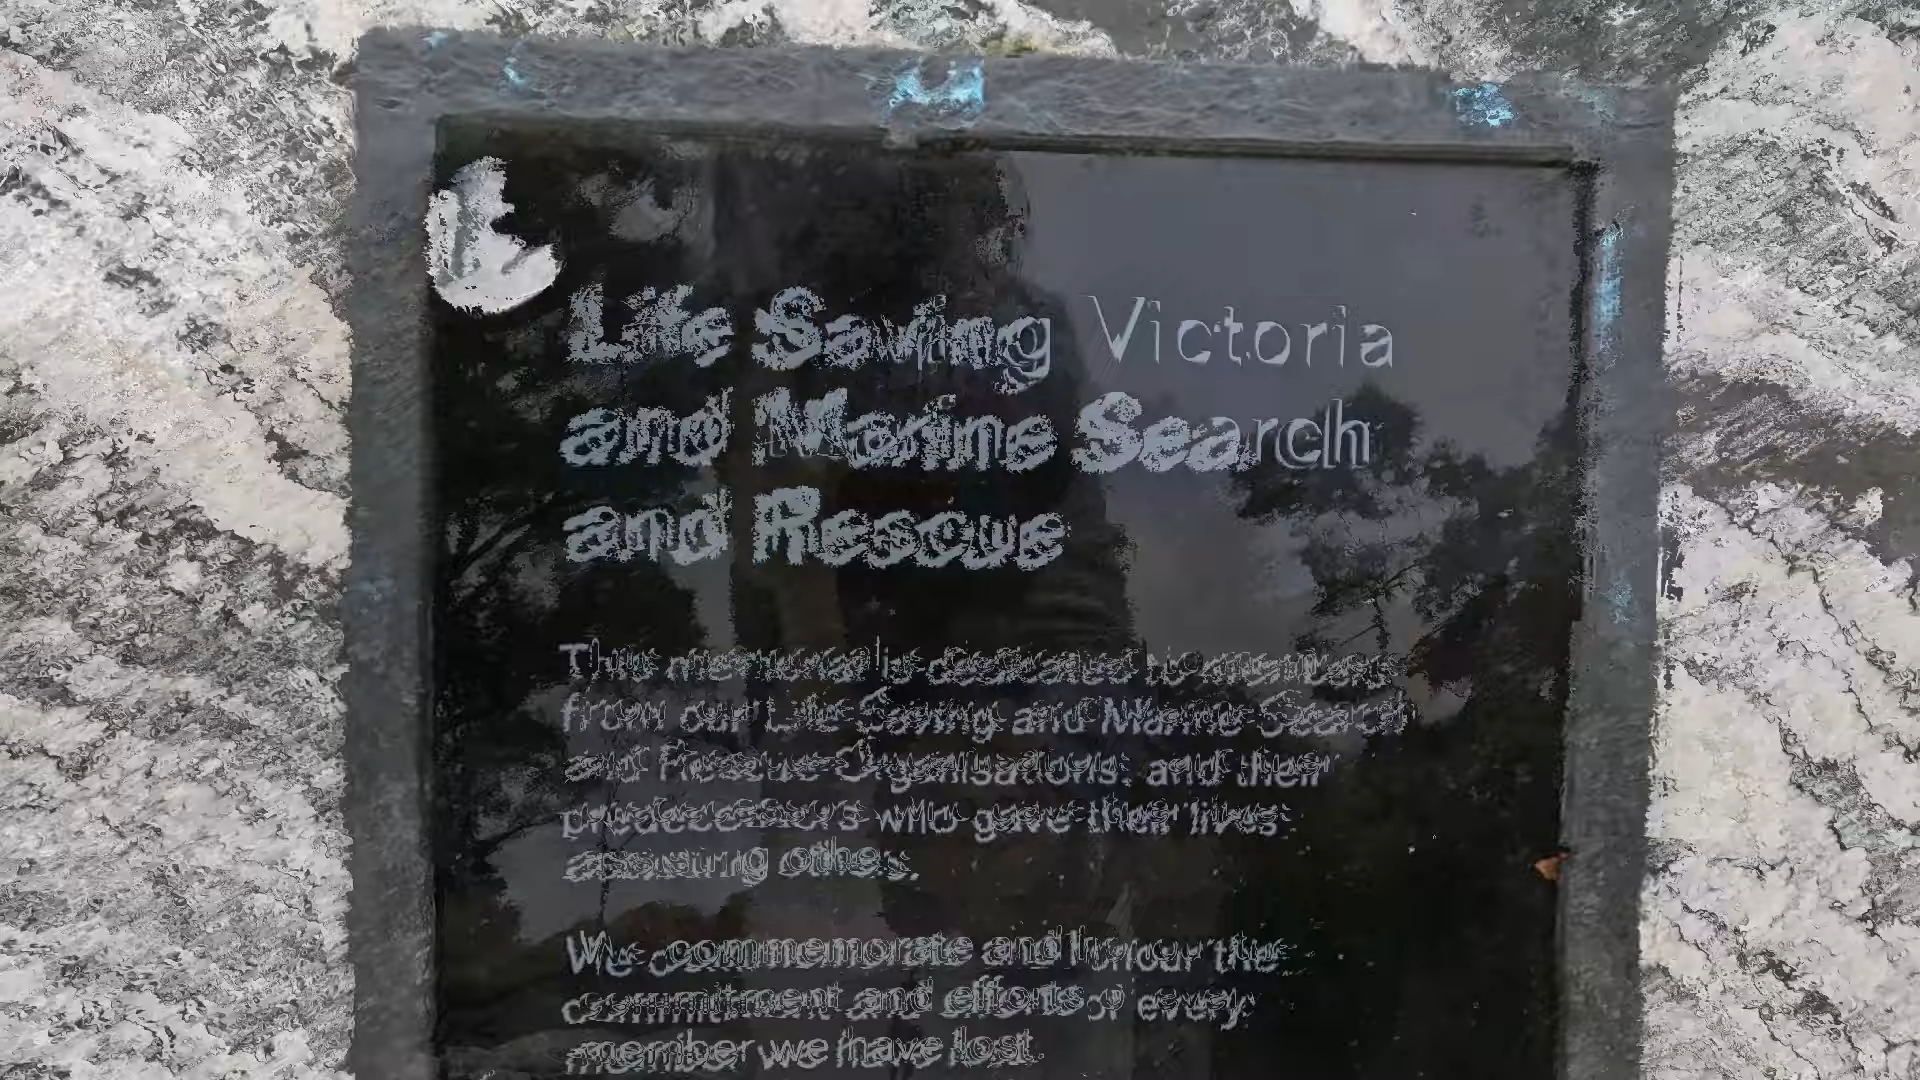 Life Saving Victoria
and Marine Search
and Rescue
This memorial is dedicated to members
from our Life Saving and Marine Search
and Rescue Organisations, and their
predecessors who gave their lives
assisting others.
We commemorate and honour the
commitment and efforts of every
member we have lost.